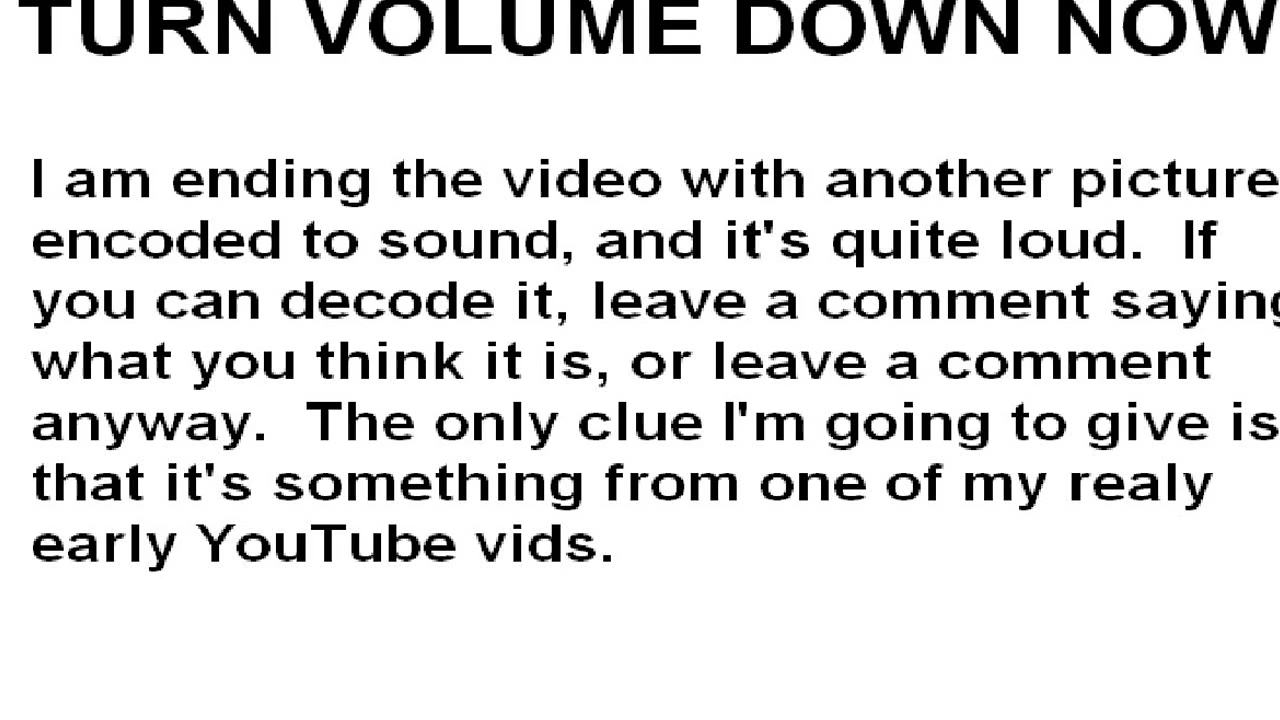 TURN VOLUME DOWN NOW
I am ending the video with another picture
encoded to sound, and it's quite loud.  If
you can decode it, leave a comment saying
what you think it is, or leave a comment
anyway.  The only clue I'm going to give is
that it's something from one of my realy
early YouTube vids.